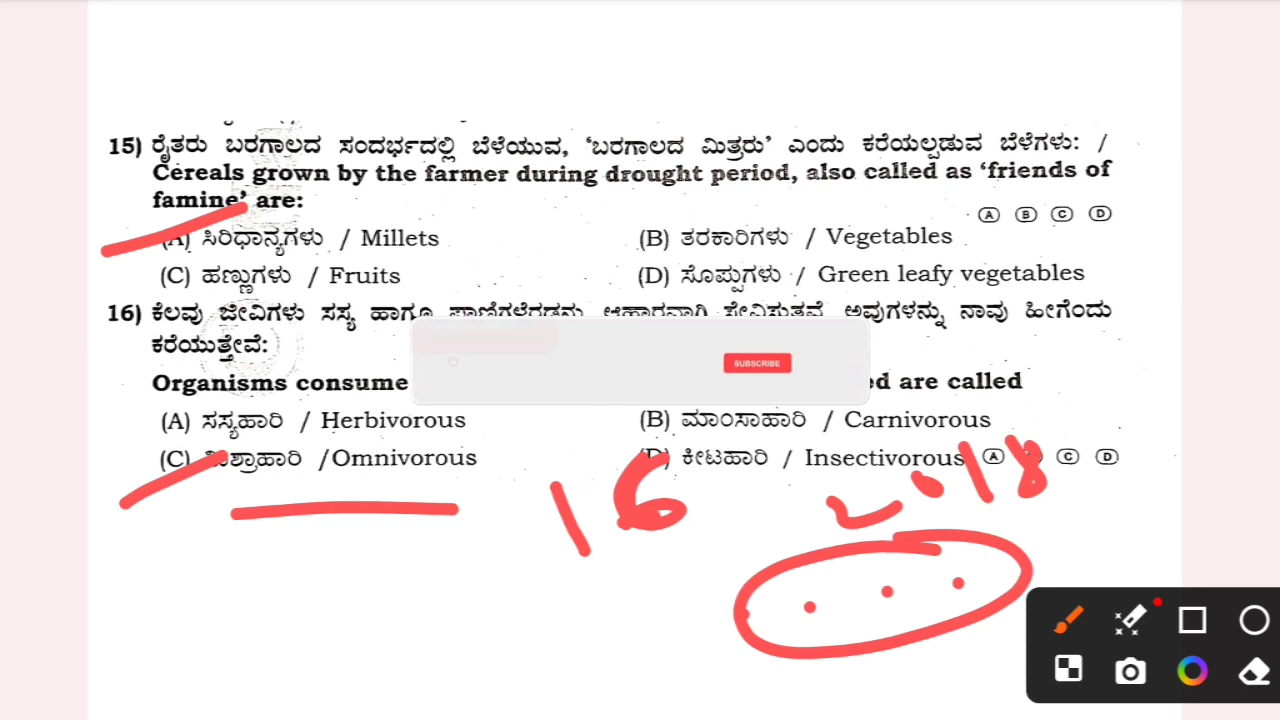 15) ರೈತರು ಬರಗಾಲದ ಸಂದರ್ಭದಲ್ಲಿ ಬೆಳೆಯುವ, ‘ಬರಗಾಲದ ಮಿತ್ರರು’ ಎಂದು ಕರೆಯಲ್ಪಡುವ ಬೆಳೆಗಳು: /
Cereals grown by the farmer during drought period, also called as ‘friends of
famine’ are:
A B C D
(A) ಸಿರಿಧಾನ್ಯಗಳು / Millets (B) ತರಕಾರಿಗಳು / Vegetables
(C) ಹಣ್ಣುಗಳು / Fruits (D) ಸೊಪ್ಪುಗಳು / Green leafy vegetables
16) ಕೆಲವು ಜೀವಿಗಳು ಸಸ್ಯ ಹಾಗೂ ಅವುಗಳನ್ನು ನಾವು ಹೀಗೆಂದು
ಕರೆಯುತ್ತೇವೆ:
SUBSCRIBE
Organisms consume are called
(A) ಸಸ್ಯಹಾರಿ / Herbivorous (B) ಮಾಂಸಾಹಾರಿ / Carnivorous
(C) /Omnivorous (D) ಕೀಟಹಾರಿ / Insectivorous A C D
16 2018